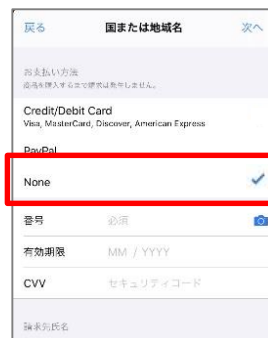 戻る 国または地域名 次へ
お支払い方法
商品を購入するまで請求は発生しません。
Credit/Debit Card
Visa, MasterCard, Discover, American Express
PayPal
None
番号 必須
有効期限 MM / YYYY
CVV セキュリティコード
請求先氏名